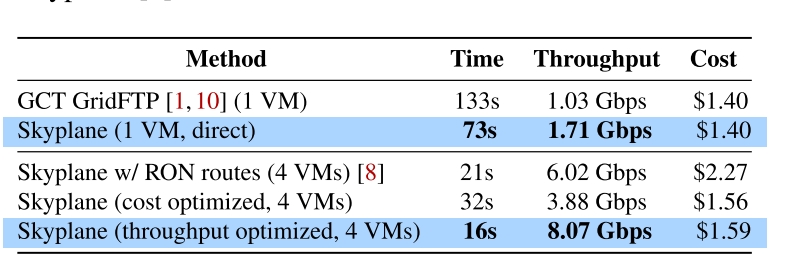 Method Time Throughput Cost
GCT GridFTP [1, 10] (1 VM) 133s 1.03 Gbps $1.40
Skyplane (1 VM, direct) 73s 1.71 Gbps $1.40
Skyplane w/ RON routes (4 VMs) [8] 21s 6.02 Gbps $2.27
Skyplane (cost optimized, 4 VMs) 32s 3.88 Gbps $1.56
Skyplane (throughput optimized, 4 VMs) 16s 8.07 Gbps $1.59